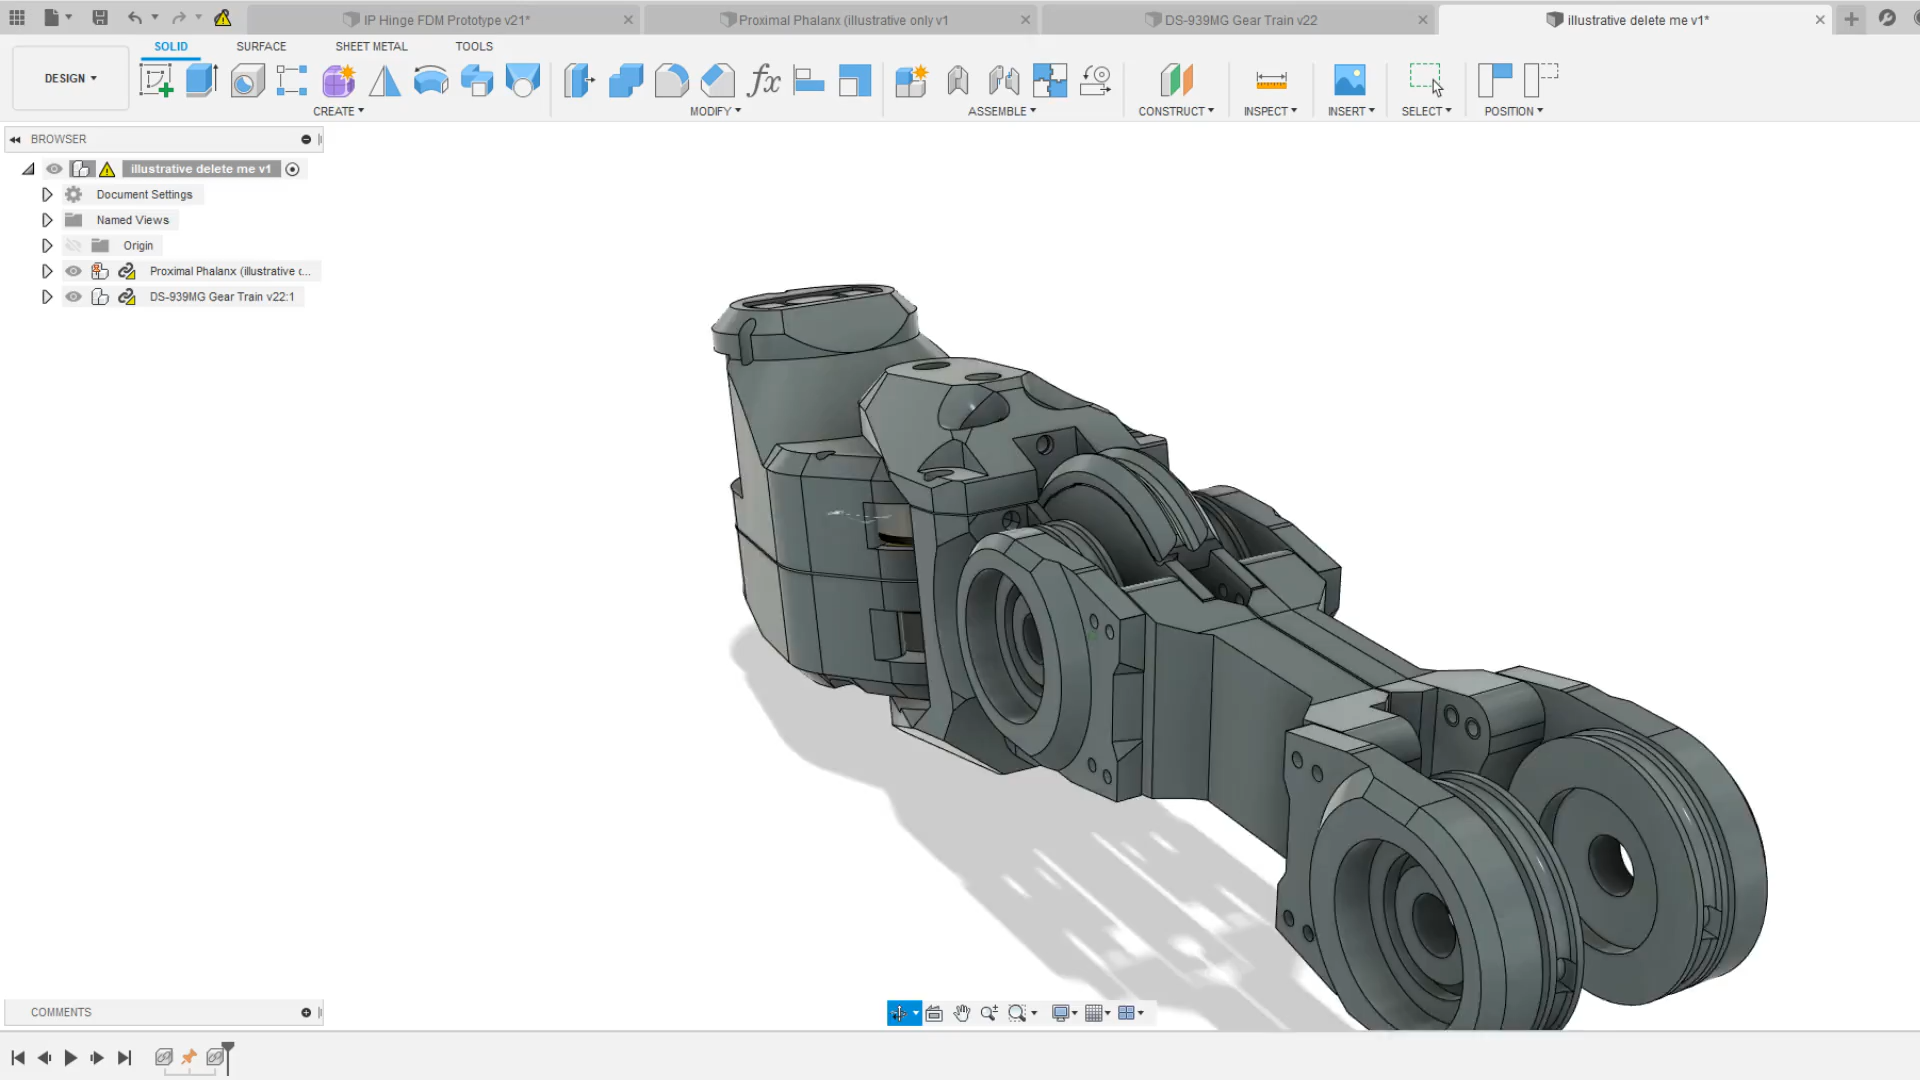 IP Hinge FDM Prototype v21*
Proximal Phalanx (illustrative only v1
DS-939MG Gear Train v22
illustrative delete me v1*
SOLID
SURFACE
SHEET METAL
TOOLS
DESIGN
CREATE
MODIFY
ASSEMBLE
CONSTRUCT
INSPECT
INSERT
SELECT
POSITION
BROWSER
illustrative delete me v1
Document Settings
Named Views
Origin
Proximal Phalanx (illustrative c...
DS-939MG Gear Train v22:1
COMMENTS